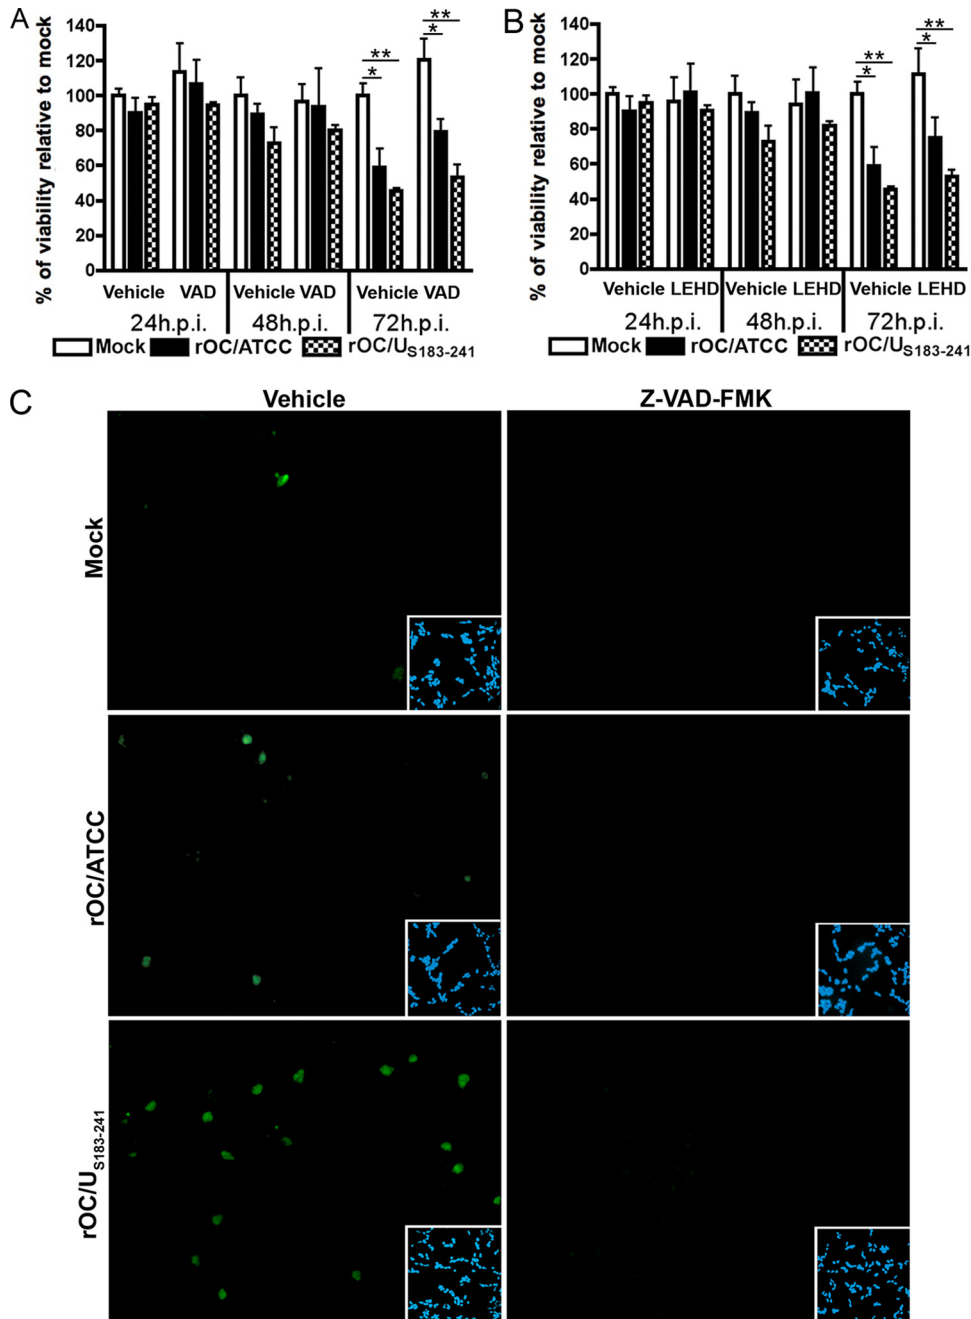 A
% of viability relative to mock
140
120
100
80
60
40
20
0
* **
* **
Vehicle VAD Vehicle VAD Vehicle VAD
24h.p.i. 48h.p.i. 72h.p.i.
Mock rOC/ATCC rOC/US183-241
B
% of viability relative to mock
140
120
100
80
60
40
20
0
* **
* **
Vehicle LEHD Vehicle LEHD Vehicle LEHD
24h.p.i. 48h.p.i. 72h.p.i.
Mock rOC/ATCC rOC/US183-241
C
Vehicle Z-VAD-FMK
Mock
rOC/ATCC
rOC/US183-241